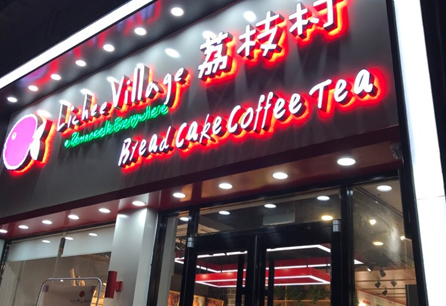 Lichee Village 荔枝村
Bread Cake Coffee Tea